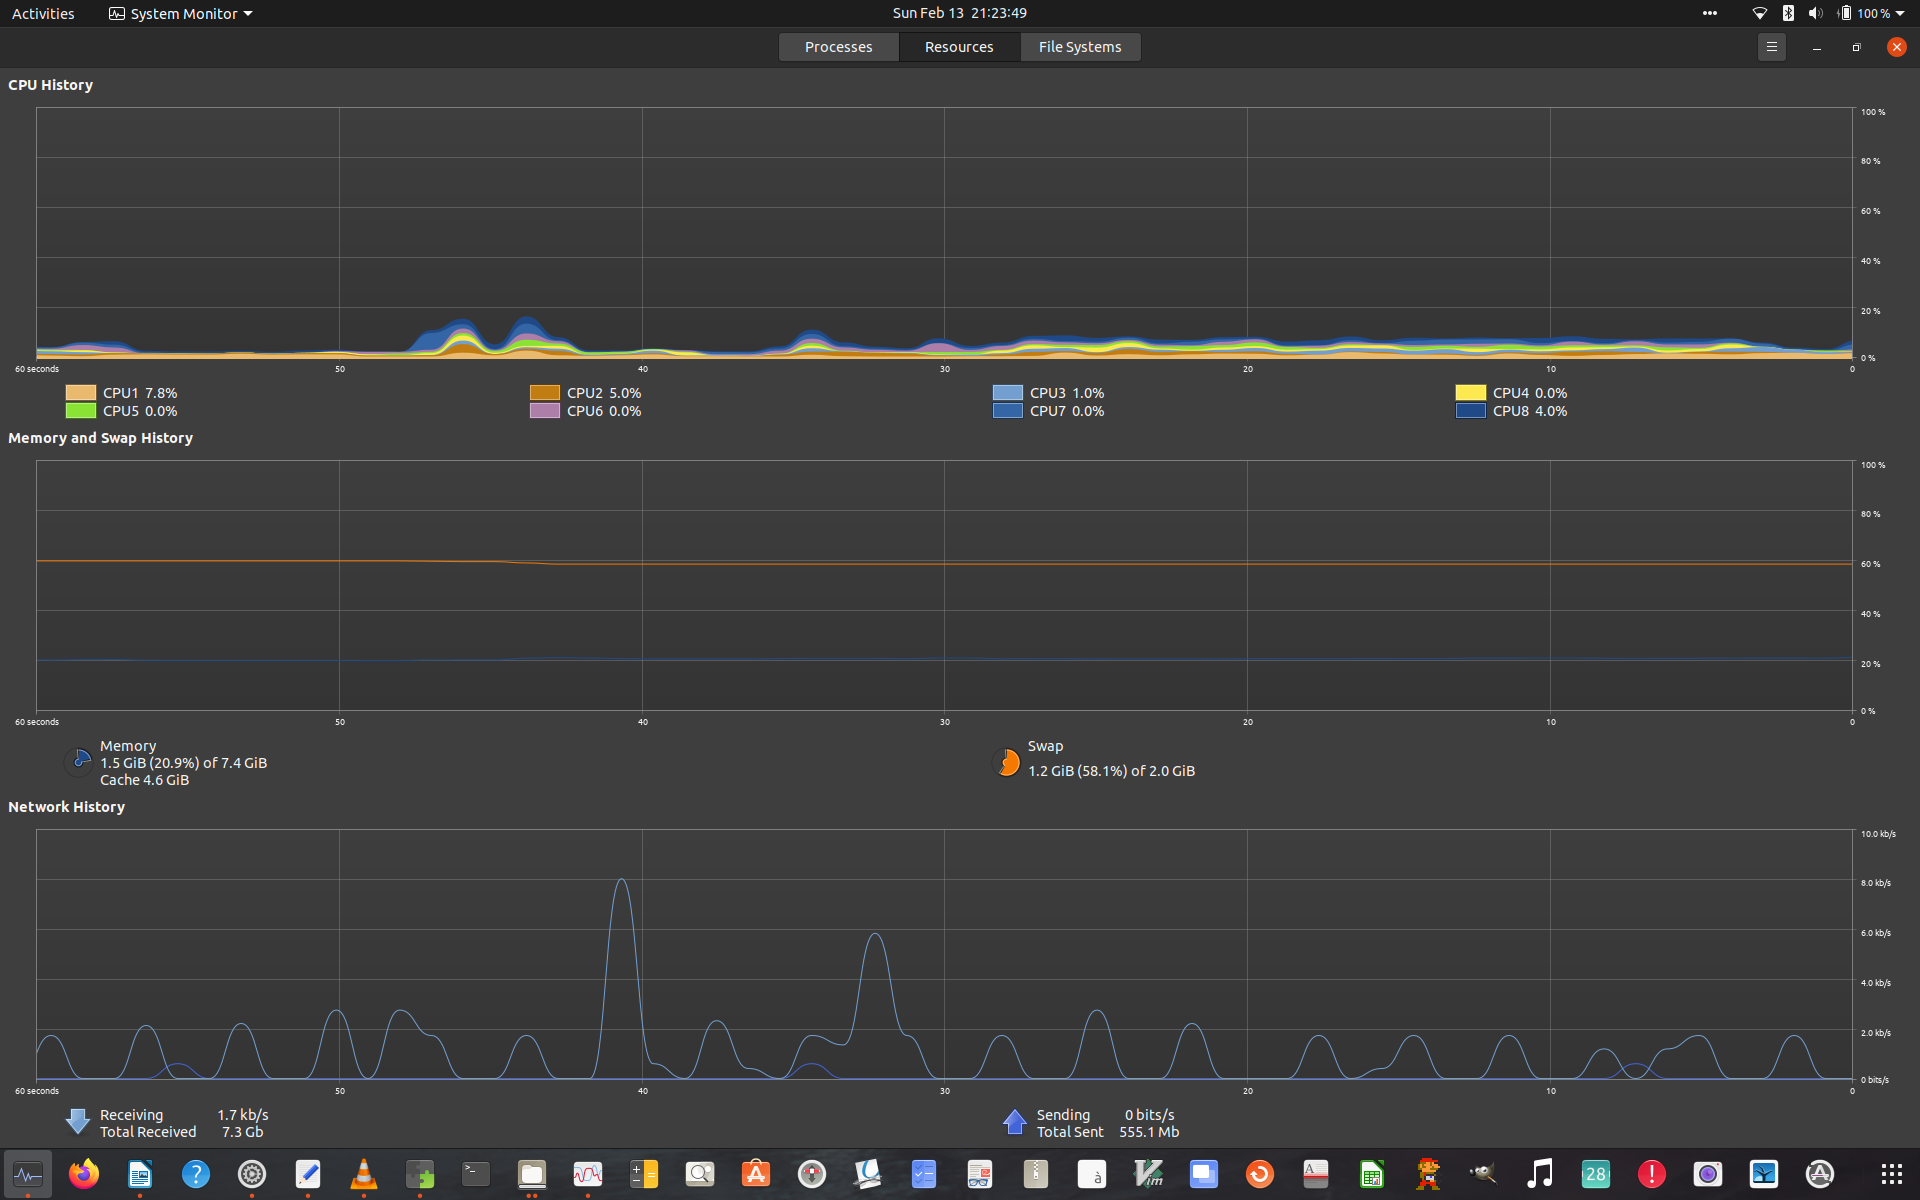 Activities System Monitor Sun Feb 13 21:23:49 100 %
Processes Resources File Systems
CPU History
100 %
80 %
60 %
40 %
20 %
0 %
60 seconds 50 40 30 20 10 0
CPU1 7.8% CPU2 5.0% CPU3 1.0% CPU4 0.0%
CPU5 0.0% CPU6 0.0% CPU7 0.0% CPU8 4.0%
Memory and Swap History
100 %
80 %
60 %
40 %
20 %
0 %
60 seconds 50 40 30 20 10 0
Memory
1.5 GiB (20.9%) of 7.4 GiB
Cache 4.6 GiB
Swap
1.2 GiB (58.1%) of 2.0 GiB
Network History
10.0 kb/s
8.0 kb/s
6.0 kb/s
4.0 kb/s
2.0 kb/s
0 bits/s
60 seconds 50 40 30 20 10 0
Receiving 1.7 kb/s Sending 0 bits/s
Total Received 7.3 Gb Total Sent 555.1 Mb
? >_ à Vim A 28 !